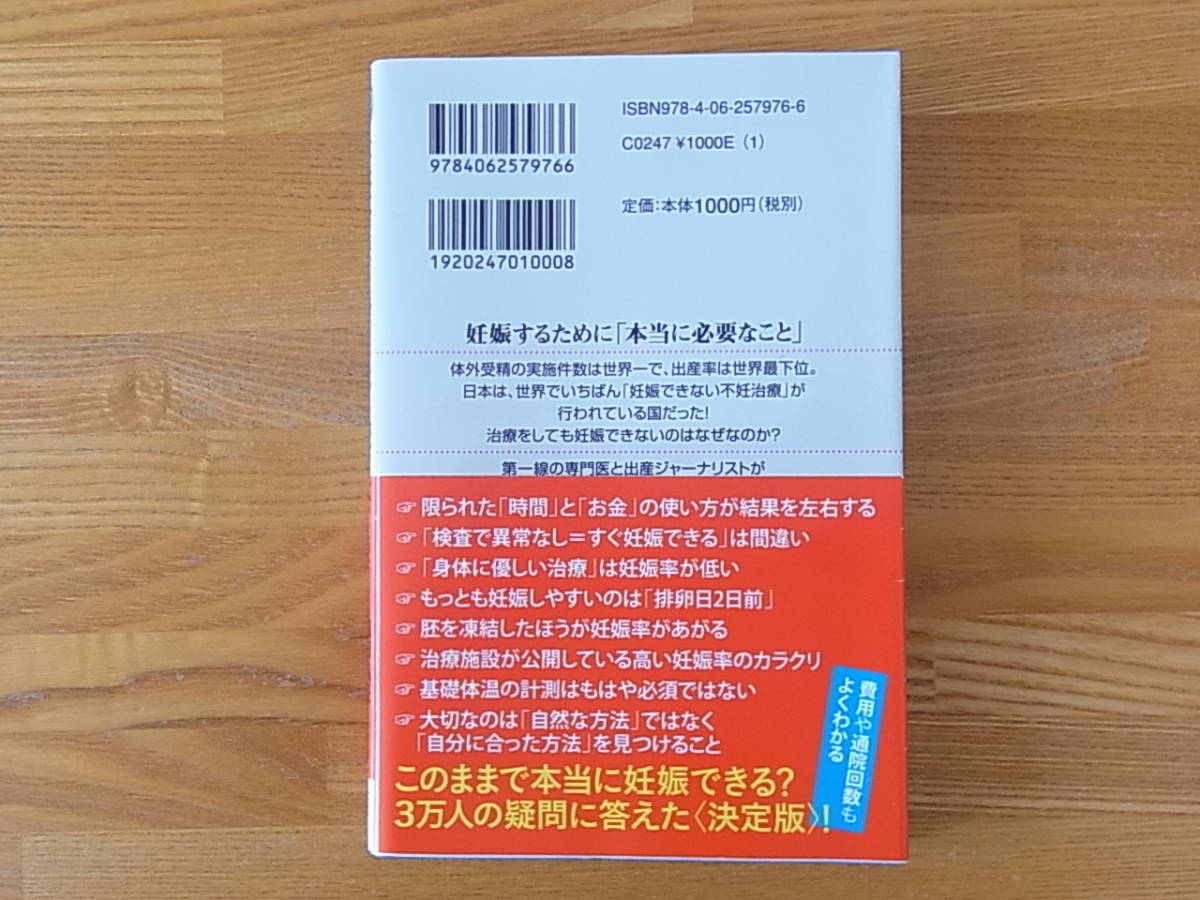 ISBN978-4-06-257976-6
C0247 ¥1000E (1)
9784062579766
定価:本体1000円(税別)
1920247010008
妊娠するために「本当に必要なこと」
体外受精の実施件数は世界一で、出産率は世界最下位。
日本は、世界でいちばん「妊娠できない不妊治療」が
行われている国だった!
治療をしても妊娠できないのはなぜなのか?
第一線の専門医と出産ジャーナリストが
☞限られた「時間」と「お金」の使い方が結果を左右する
☞「検査で異常なし=すぐ妊娠できる」は間違い
☞「身体に優しい治療」は妊娠率が低い
☞もっとも妊娠しやすいのは「排卵日2日前」
☞胚を凍結したほうが妊娠率があがる
☞治療施設が公開している高い妊娠率のカラクリ
☞基礎体温の計測はもはや必須ではない
☞大切なのは「自然な方法」ではなく
「自分に合った方法」を見つけること
費用や通院回数も
よくわかる
このままで本当に妊娠できる?
3万人の疑問に答えた〈決定版〉!